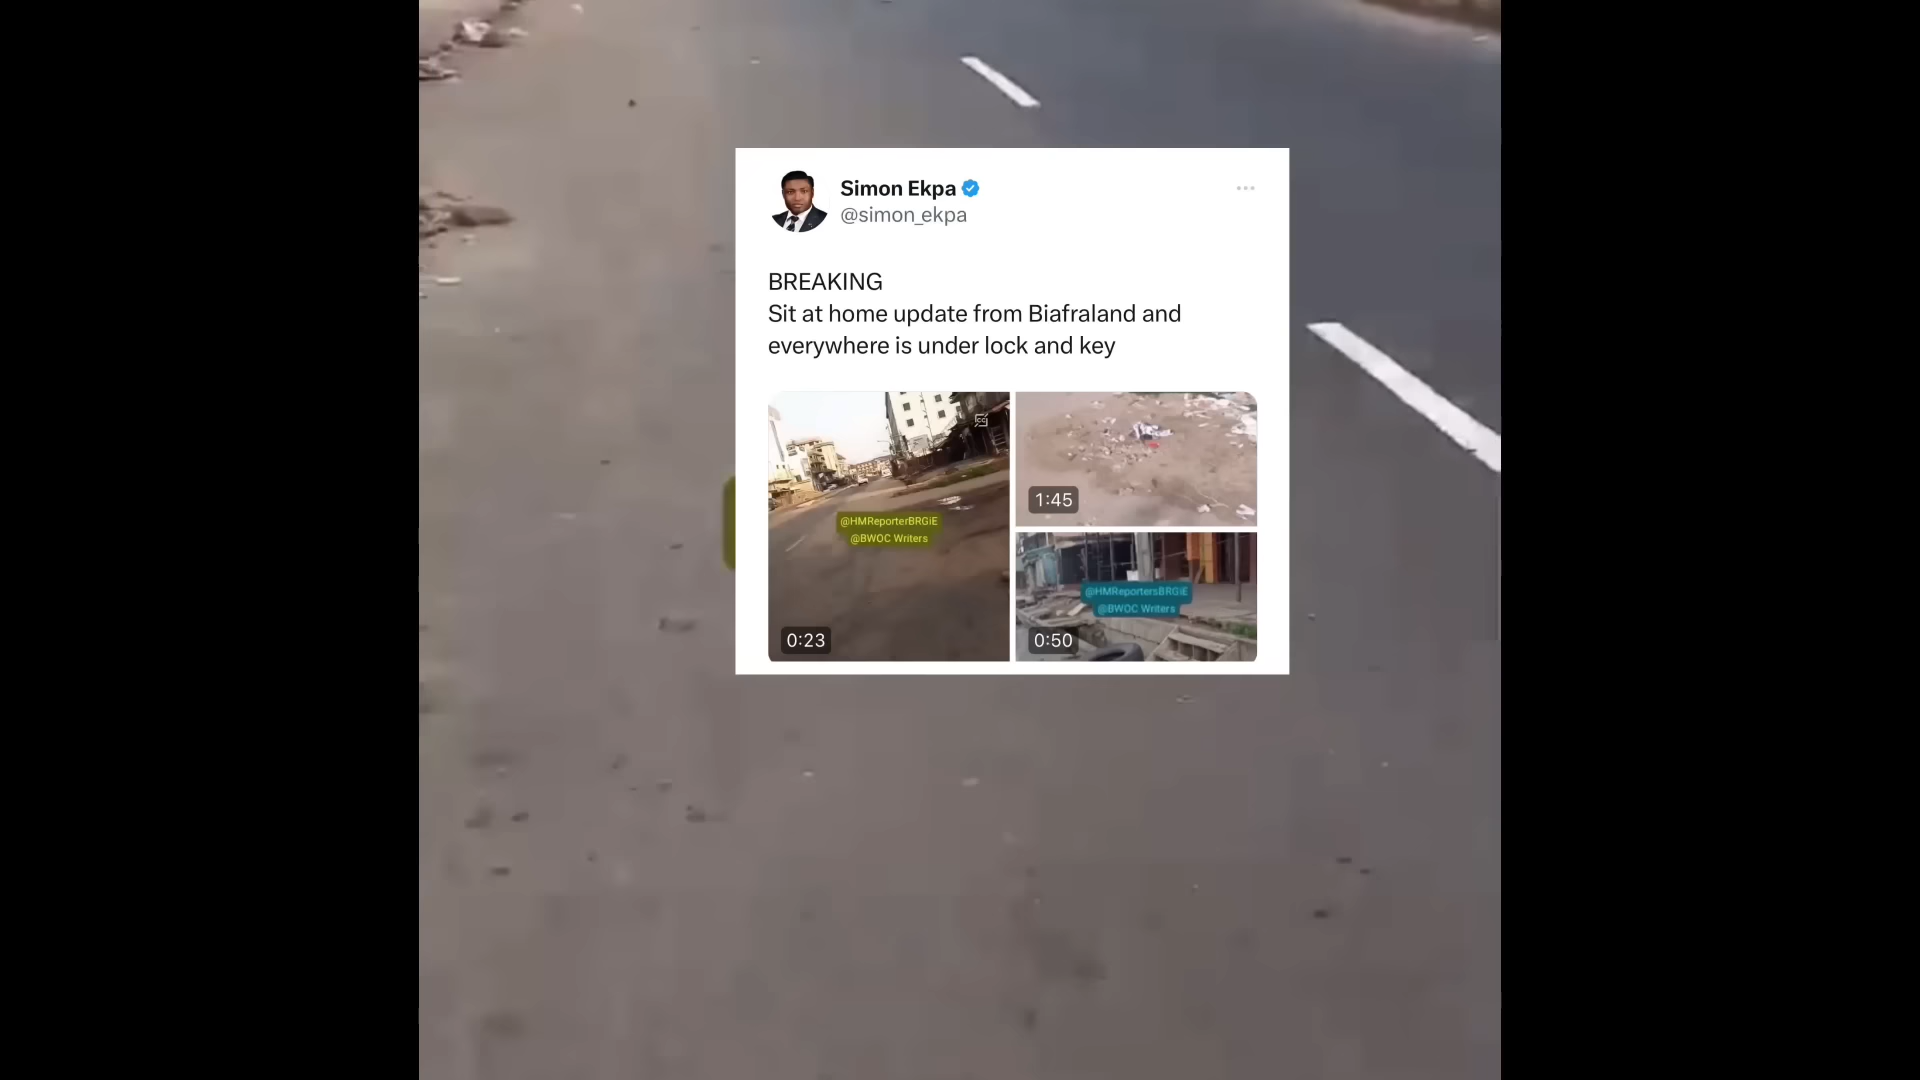 Simon Ekpa
@simon_ekpa
BREAKING
Sit at home update from Biafraland and
everywhere is under lock and key
@HMReporterBRGiE
@BWOC Writers
0:23
1:45
@HMReportersBRGiE
@BWOC Writers
0:50